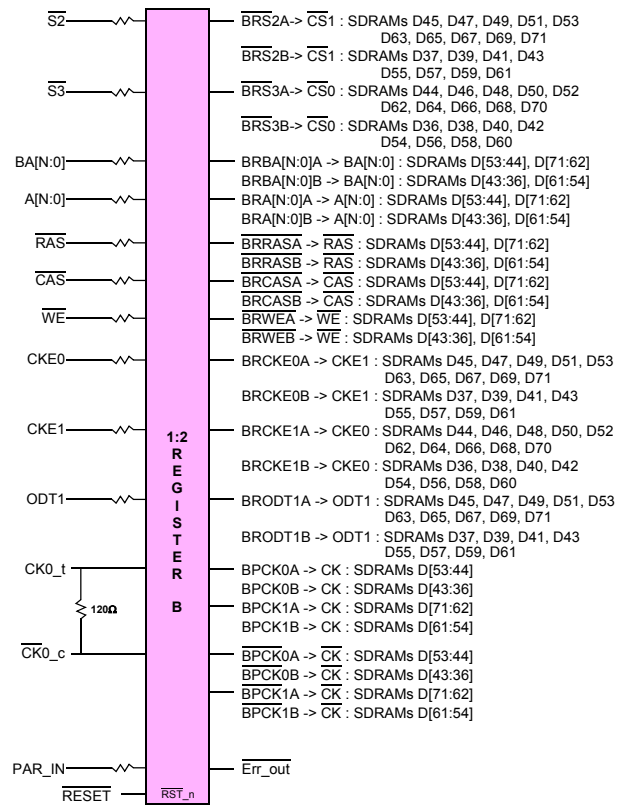 S2
BRS2A-> CS1 : SDRAMs D45, D47, D49, D51, D53
D63, D65, D67, D69, D71
BRS2B-> CS1 : SDRAMs D37, D39, D41, D43
D55, D57, D59, D61
S3
BRS3A-> CS0 : SDRAMs D44, D46, D48, D50, D52
D62, D64, D66, D68, D70
BRS3B-> CS0 : SDRAMs D36, D38, D40, D42
D54, D56, D58, D60
BA[N:0]
BRBA[N:0]A -> BA[N:0] : SDRAMs D[53:44], D[71:62]
BRBA[N:0]B -> BA[N:0] : SDRAMs D[43:36], D[61:54]
A[N:0]
BRA[N:0]A -> A[N:0] : SDRAMs D[53:44], D[71:62]
BRA[N:0]B -> A[N:0] : SDRAMs D[43:36], D[61:54]
RAS
BRRASA -> RAS : SDRAMs D[53:44], D[71:62]
BRRASB -> RAS : SDRAMs D[43:36], D[61:54]
CAS
BRCASA -> CAS : SDRAMs D[53:44], D[71:62]
BRCASB -> CAS : SDRAMs D[43:36], D[61:54]
WE
BRWEA -> WE : SDRAMs D[53:44], D[71:62]
BRWEB -> WE : SDRAMs D[43:36], D[61:54]
CKE0
BRCKE0A -> CKE1 : SDRAMs D45, D47, D49, D51, D53
D63, D65, D67, D69, D71
BRCKE0B -> CKE1 : SDRAMs D37, D39, D41, D43
D55, D57, D59, D61
CKE1
BRCKE1A -> CKE0 : SDRAMs D44, D46, D48, D50, D52
D62, D64, D66, D68, D70
BRCKE1B -> CKE0 : SDRAMs D36, D38, D40, D42
D54, D56, D58, D60
ODT1
BRODT1A -> ODT1 : SDRAMs D45, D47, D49, D51, D53
D63, D65, D67, D69, D71
BRODT1B -> ODT1 : SDRAMs D37, D39, D41, D43
D55, D57, D59, D61
1:2
R
E
G
I
S
T
E
R
B
CK0_t
BPCK0A -> CK : SDRAMs D[53:44]
BPCK0B -> CK : SDRAMs D[43:36]
120Ω
BPCK1A -> CK : SDRAMs D[71:62]
BPCK1B -> CK : SDRAMs D[61:54]
CK0_c
BPCK0A -> CK : SDRAMs D[53:44]
BPCK0B -> CK : SDRAMs D[43:36]
BPCK1A -> CK : SDRAMs D[71:62]
BPCK1B -> CK : SDRAMs D[61:54]
PAR_IN
Err_out
RESET
RST_n